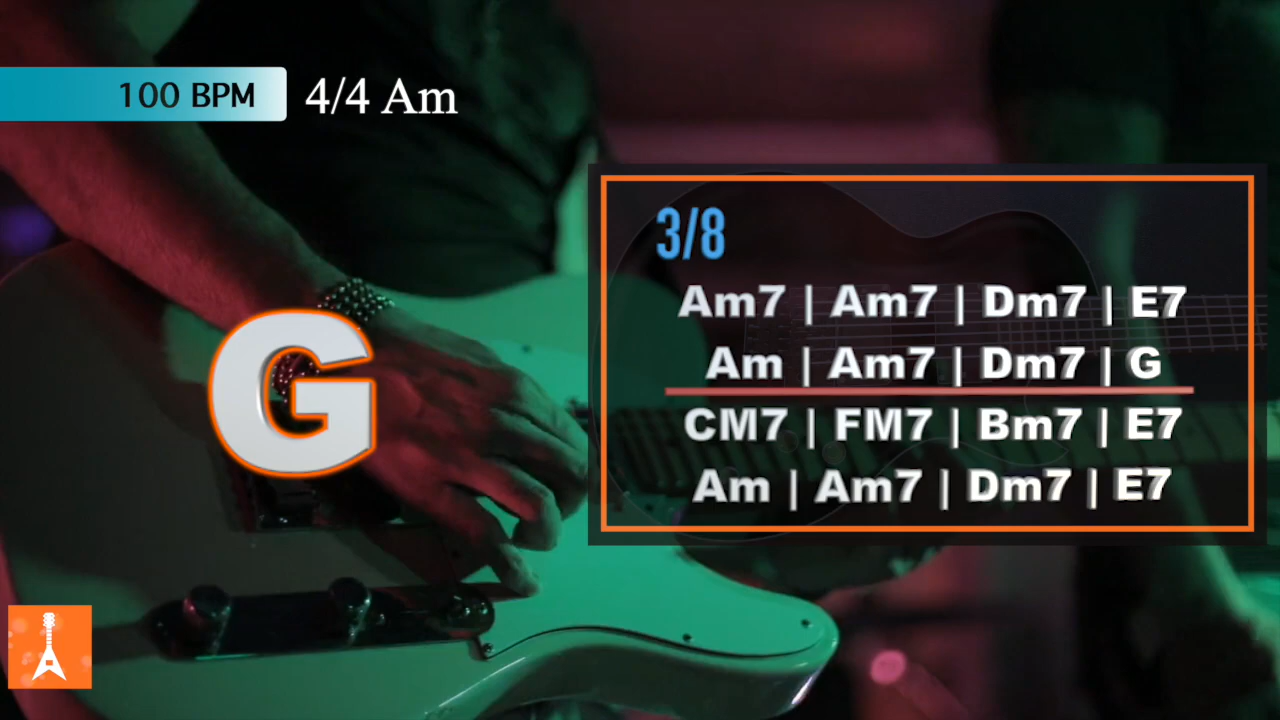 100 BPM 4/4 Am
3/8
Am7 | Am7 | Dm7 | E7
Am | Am7 | Dm7 | G
G
CM7 | FM7 | Bm7 | E7
Am | Am7 | Dm7 | E7